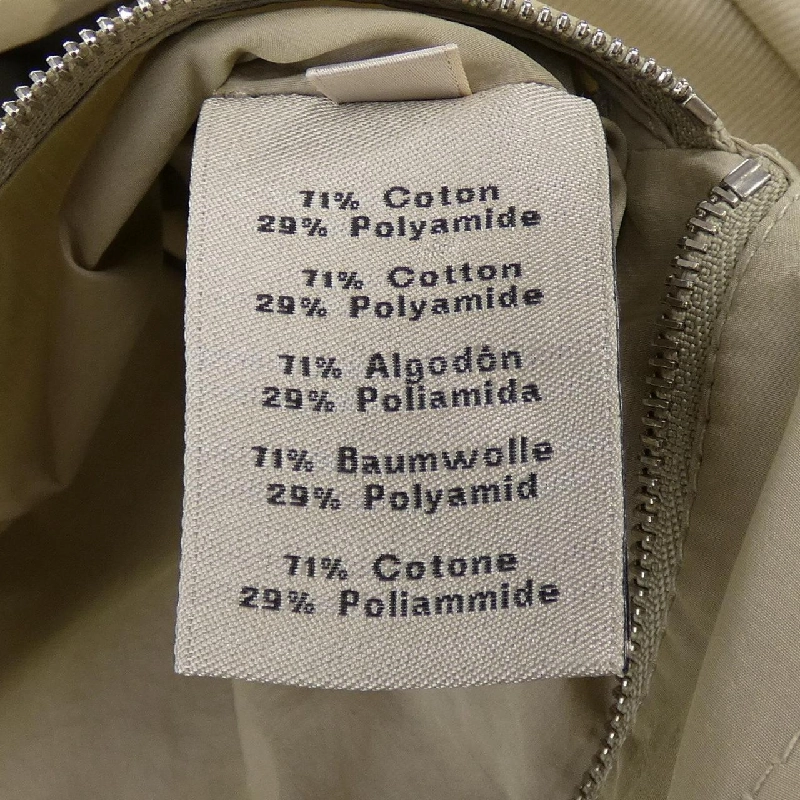 71% Coton
29% Polyamide
71% Cotton
29% Polyamide
71% Algodón
29% Poliamida
71% Baumwolle
29% Polyamid
71% Cotone
29% Poliammide